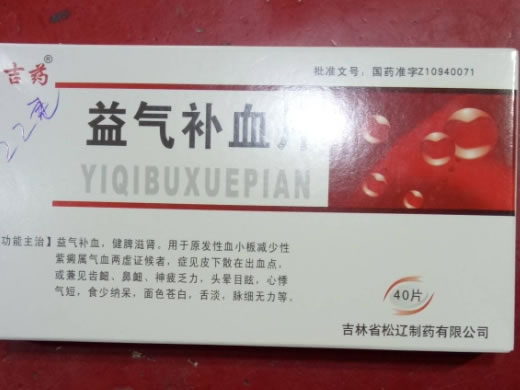 吉药®
批准文号：国药准字Z10940071
22元
益气补血片
YIQIBUXUEPIAN
功能主治】益气补血，健脾滋肾。用于原发性血小板减少性
紫癜属气血两虚证候者，症见皮下散在出血点，
或兼见齿衄、鼻衄、神疲乏力，头晕目眩，心悸
气短，食少纳呆，面色苍白，舌淡，脉细无力等。
40片
吉林省松辽制药有限公司